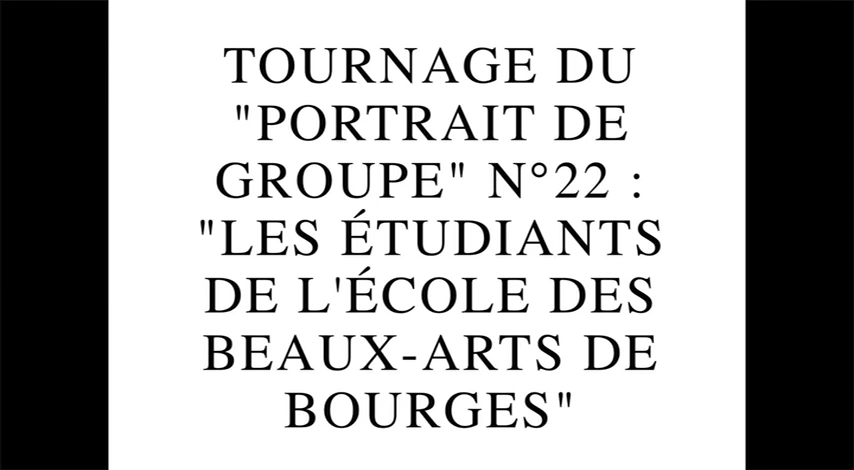 TOURNAGE DU
"PORTRAIT DE
GROUPE" N°22 :
"LES ÉTUDIANTS
DE L'ÉCOLE DES
BEAUX-ARTS DE
BOURGES"